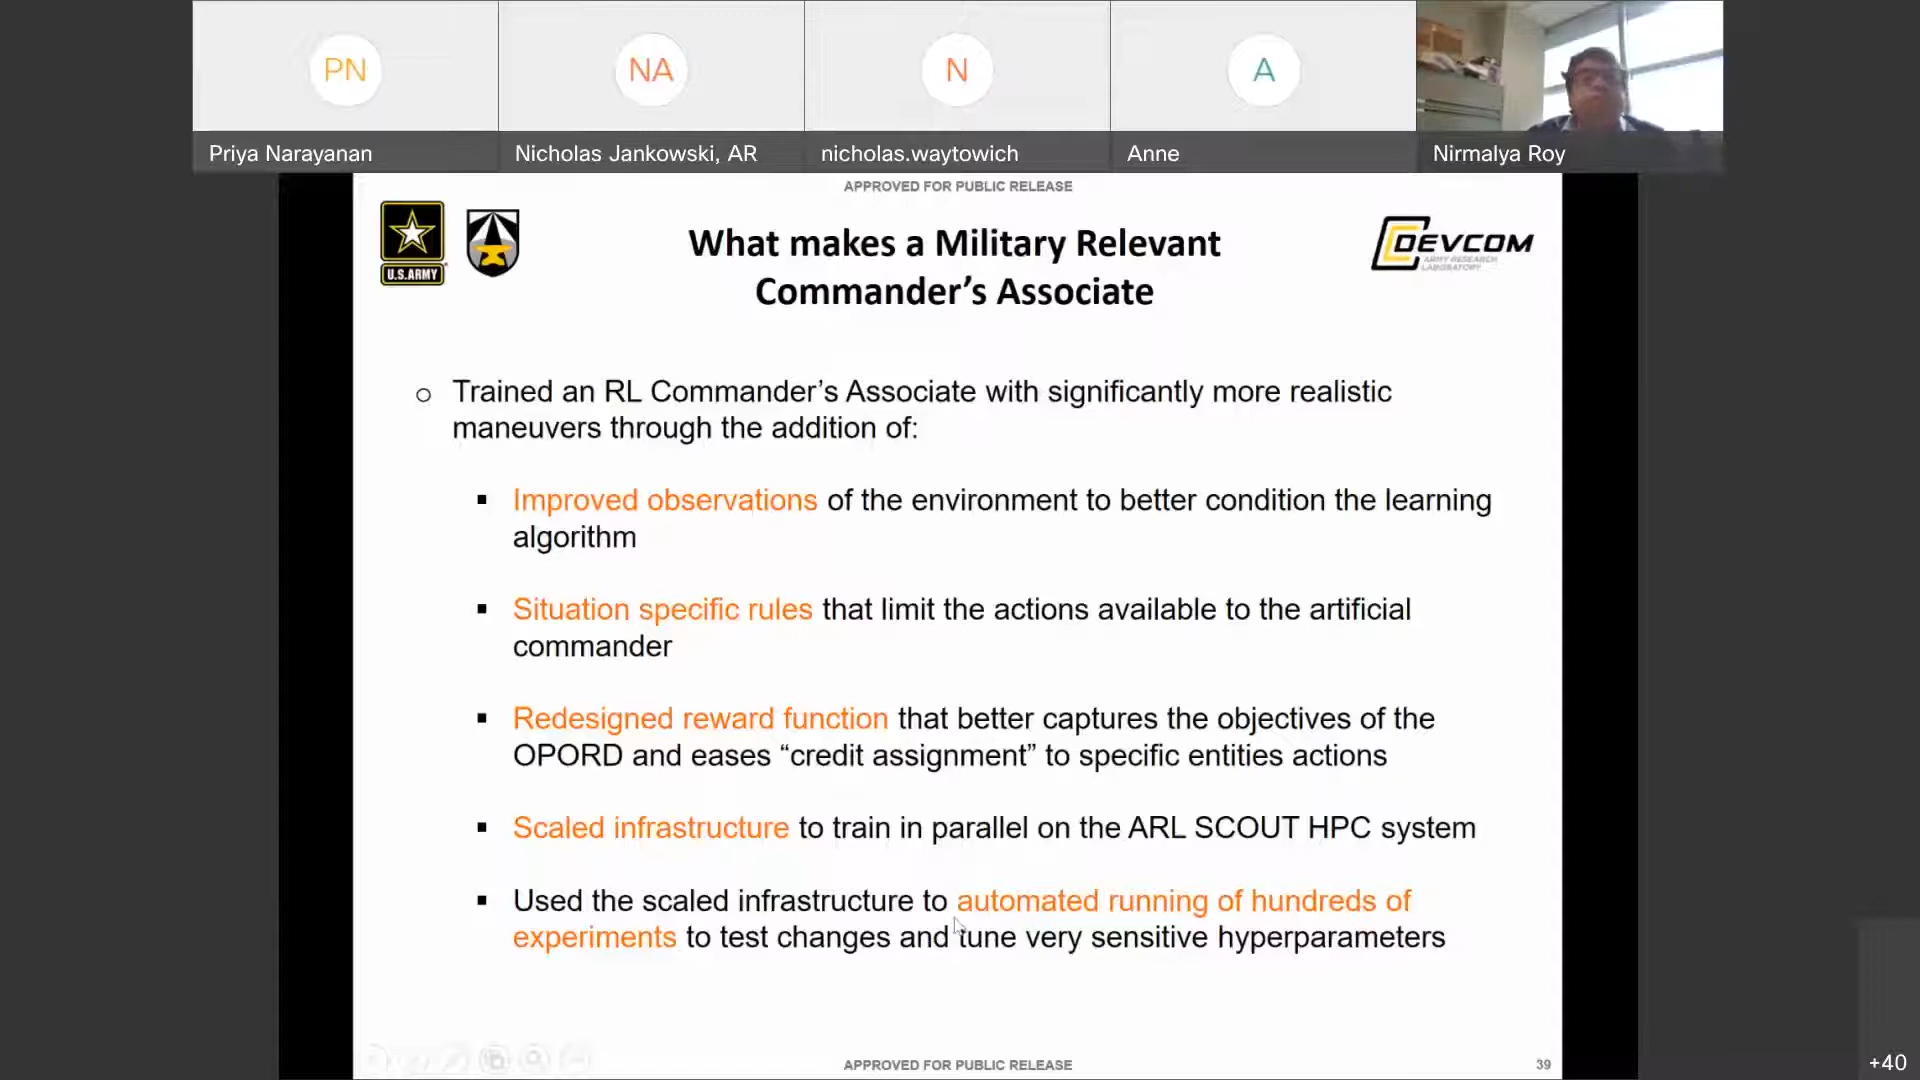 PN
NA
N
A
Priya Narayanan
Nicholas Jankowski, AR
nicholas.waytowich
Anne
Nirmalya Roy
APPROVED FOR PUBLIC RELEASE
U.S.ARMY
What makes a Military Relevant
Commander’s Associate
DEVCOM
ARMY RESEARCH
LABORATORY
Trained an RL Commander’s Associate with significantly more realistic
maneuvers through the addition of:
Improved observations of the environment to better condition the learning
algorithm
Situation specific rules that limit the actions available to the artificial
commander
Redesigned reward function that better captures the objectives of the
OPORD and eases “credit assignment” to specific entities actions
Scaled infrastructure to train in parallel on the ARL SCOUT HPC system
Used the scaled infrastructure to automated running of hundreds of
experiments to test changes and tune very sensitive hyperparameters
APPROVED FOR PUBLIC RELEASE
39
+40